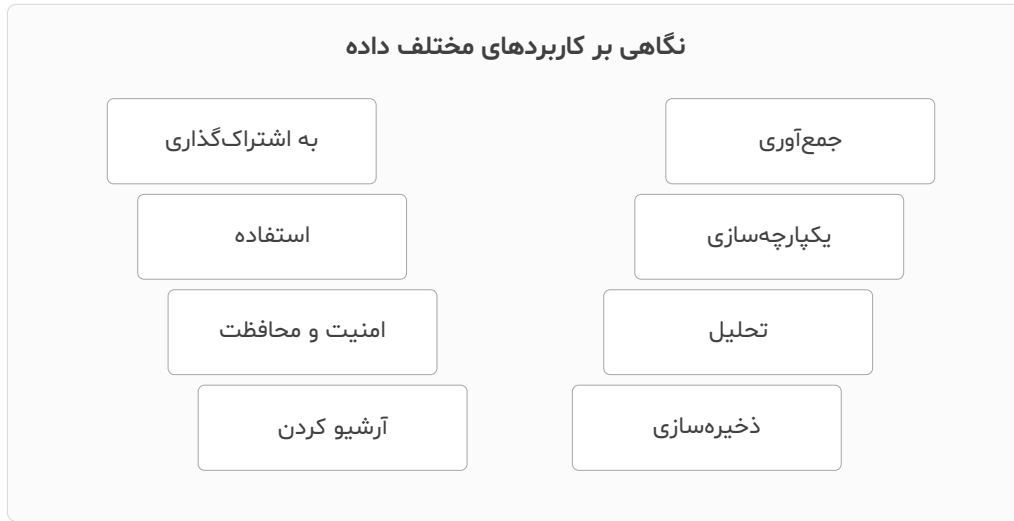 نگاهی بر کاربردهای مختلف داده
جمع‌آوری
یکپارچه‌سازی
تحلیل
ذخیره‌سازی
به اشتراک‌گذاری
استفاده
امنیت و محافظت
آرشیو کردن